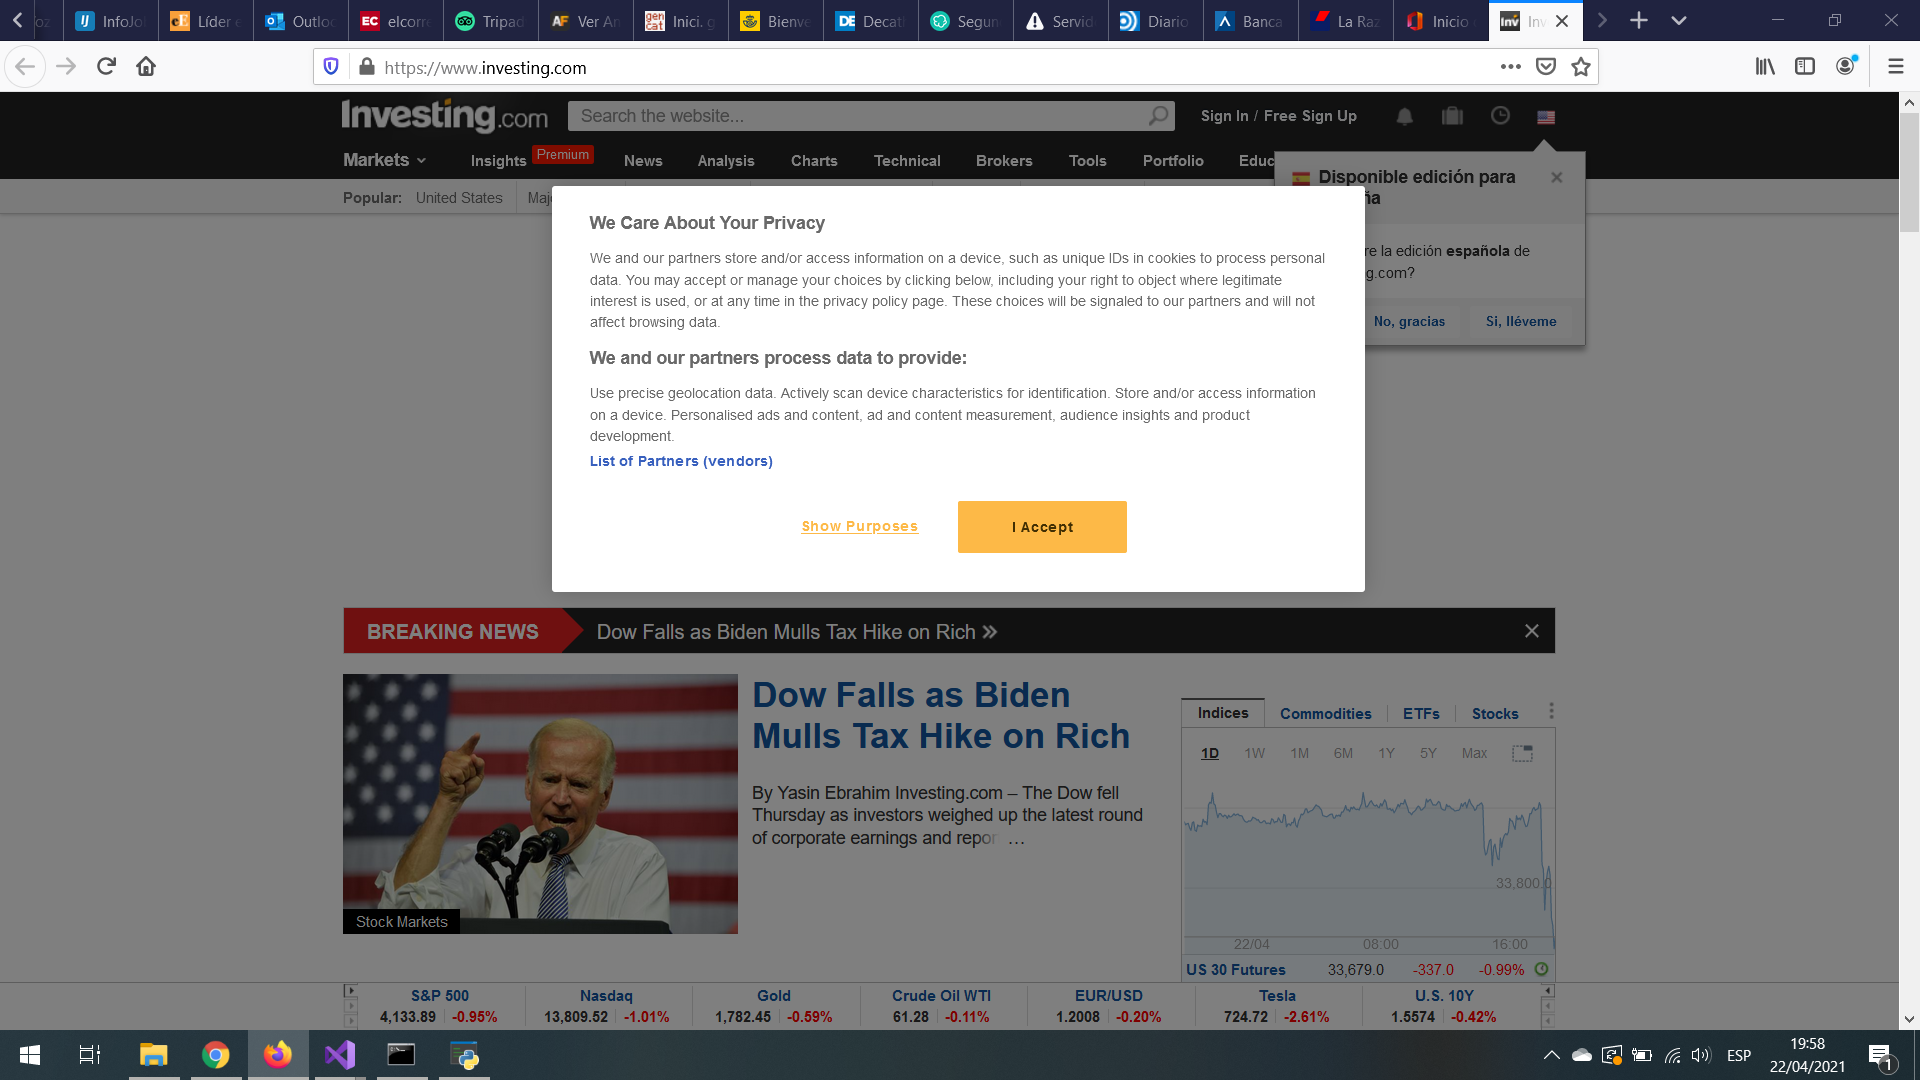 InfoJo
Líder e
Outloo
elcorre
Tripad
Ver An
Inici. g
Bienve
Decat
Segun
Servid
Diario
Banca
La Raz
Inicio
https://www.investing.com
Investing.com
Search the website...
Sign In / Free Sign Up
Markets
Insights
Premium
News
Analysis
Charts
Technical
Brokers
Tools
Portfolio
Educ
Popular:
United States
Maj
Disponible edición para
ña
re la edición española de
g.com?
No, gracias
Si, lléveme
We Care About Your Privacy
We and our partners store and/or access information on a device, such as unique IDs in cookies to process personal
data. You may accept or manage your choices by clicking below, including your right to object where legitimate
interest is used, or at any time in the privacy policy page. These choices will be signaled to our partners and will not
affect browsing data.
We and our partners process data to provide:
Use precise geolocation data. Actively scan device characteristics for identification. Store and/or access information
on a device. Personalised ads and content, ad and content measurement, audience insights and product
development.
List of Partners (vendors)
Show Purposes
I Accept
BREAKING NEWS
Dow Falls as Biden Mulls Tax Hike on Rich »
Dow Falls as Biden
Mulls Tax Hike on Rich
By Yasin Ebrahim Investing.com – The Dow fell
Thursday as investors weighed up the latest round
of corporate earnings and repor ...
Stock Markets
Indices
Commodities
ETFs
Stocks
1D 1W 1M 6M 1Y 5Y Max
33,800.0
22/04 08:00 16:00
US 30 Futures 33,679.0 -337.0 -0.99%
S&P 500
4,133.89 -0.95%
Nasdaq
13,809.52 -1.01%
Gold
1,782.45 -0.59%
Crude Oil WTI
61.28 -0.11%
EUR/USD
1.2008 -0.20%
Tesla
724.72 -2.61%
U.S. 10Y
1.5574 -0.42%
ESP
19:58
22/04/2021
1